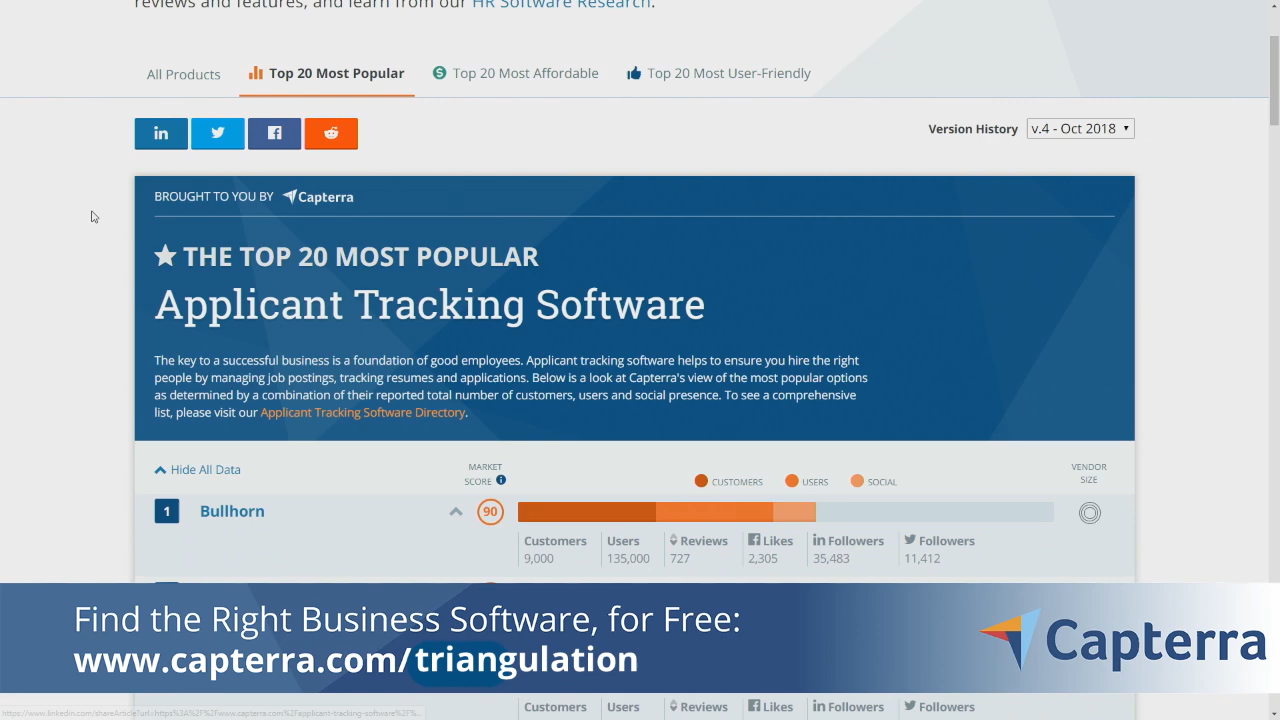 reviews and features, and learn from our HR Software Research.
All Products
Top 20 Most Popular
Top 20 Most Affordable
Top 20 Most User-Friendly
in
Version History v.4 - Oct 2018
BROUGHT TO YOU BY Capterra
THE TOP 20 MOST POPULAR
Applicant Tracking Software
The key to a successful business is a foundation of good employees. Applicant tracking software helps to ensure you hire the right
people by managing job postings, tracking resumes and applications. Below is a look at Capterra's view of the most popular options
as determined by a combination of their reported total number of customers, users and social presence. To see a comprehensive
list, please visit our Applicant Tracking Software Directory.
Hide All Data
MARKET
SCORE
CUSTOMERS USERS SOCIAL
VENDOR
SIZE
1 Bullhorn 90
Customers Users Reviews Likes in Followers Followers
9,000 135,000 727 2,305 35,483 11,412
Find the Right Business Software, for Free:
www.capterra.com/triangulation
Capterra
Customers Users Reviews Likes in Followers Followers